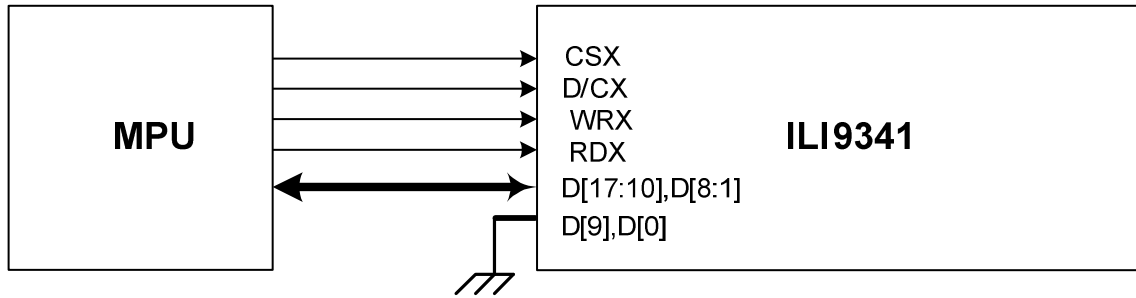 MPU
CSX
D/CX
WRX
RDX
D[17:10],D[8:1]
D[9],D[0]
ILI9341